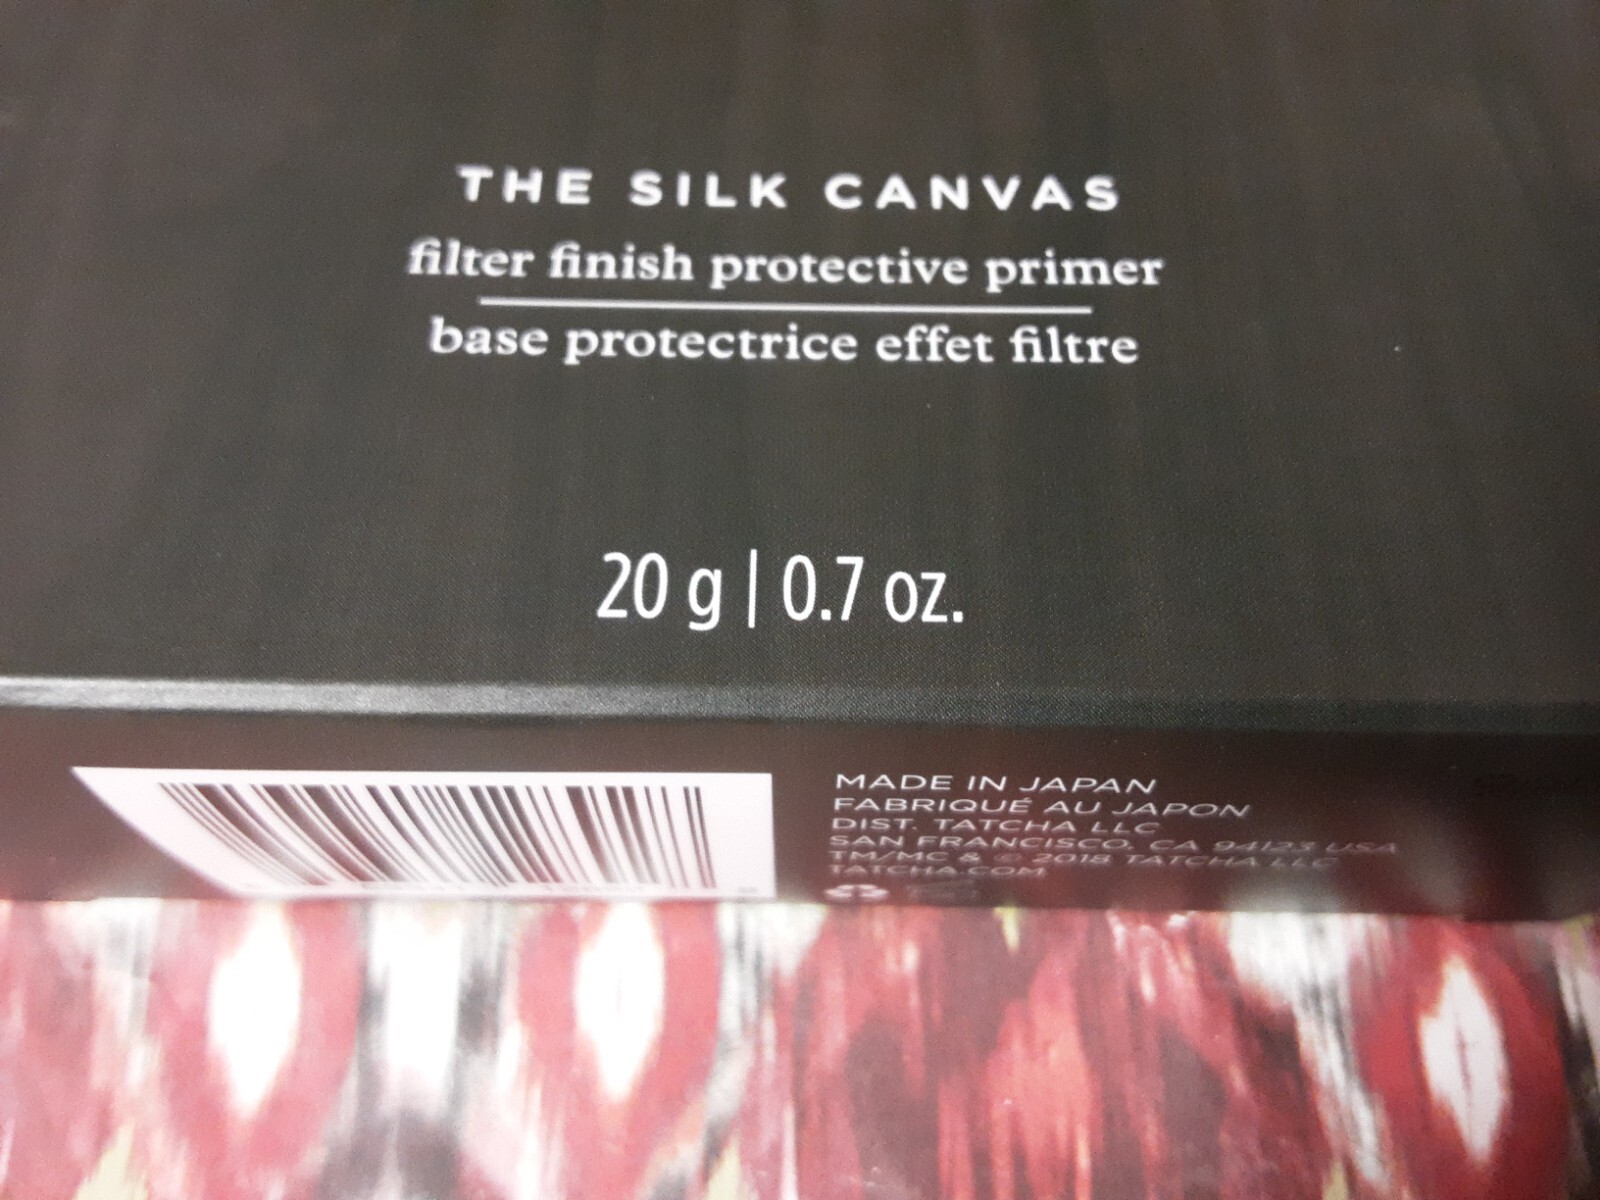 THE SILK CANVAS
filter finish protective primer
base protectrice effet filtre
20 g | 0.7 oz.
MADE IN JAPAN
FABRIQUÉ AU JAPON
DIST. TATCHA LLC
SAN FRANCISCO, CA 94123 USA
TM/MC & © 2018 TATCHA LLC
TATCHA.COM